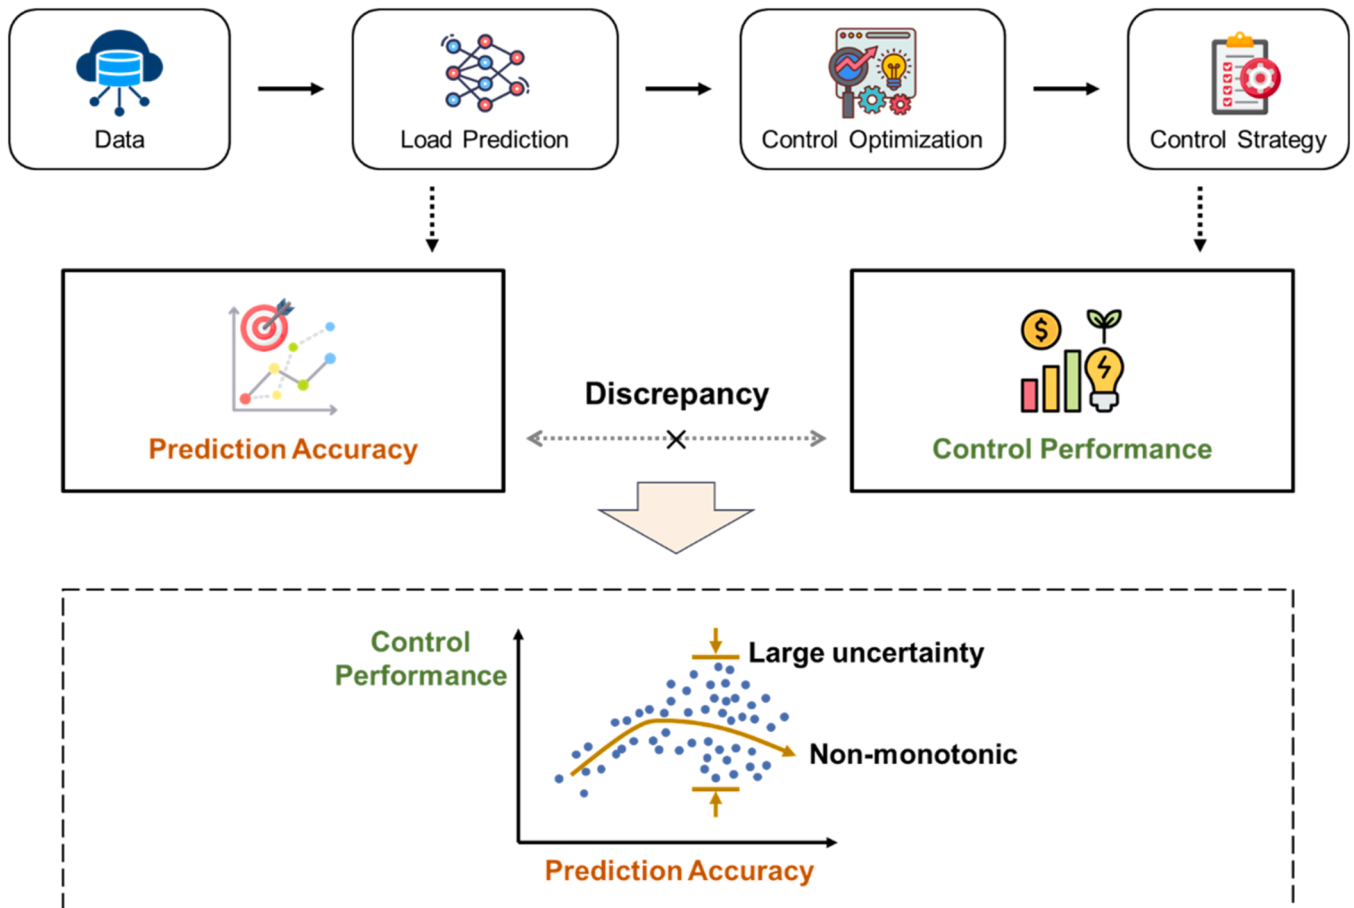 Data
Load Prediction
Control Optimization
Control Strategy
Discrepancy
Prediction Accuracy
Control Performance
Control
Performance
Large uncertainty
Non-monotonic
Prediction Accuracy